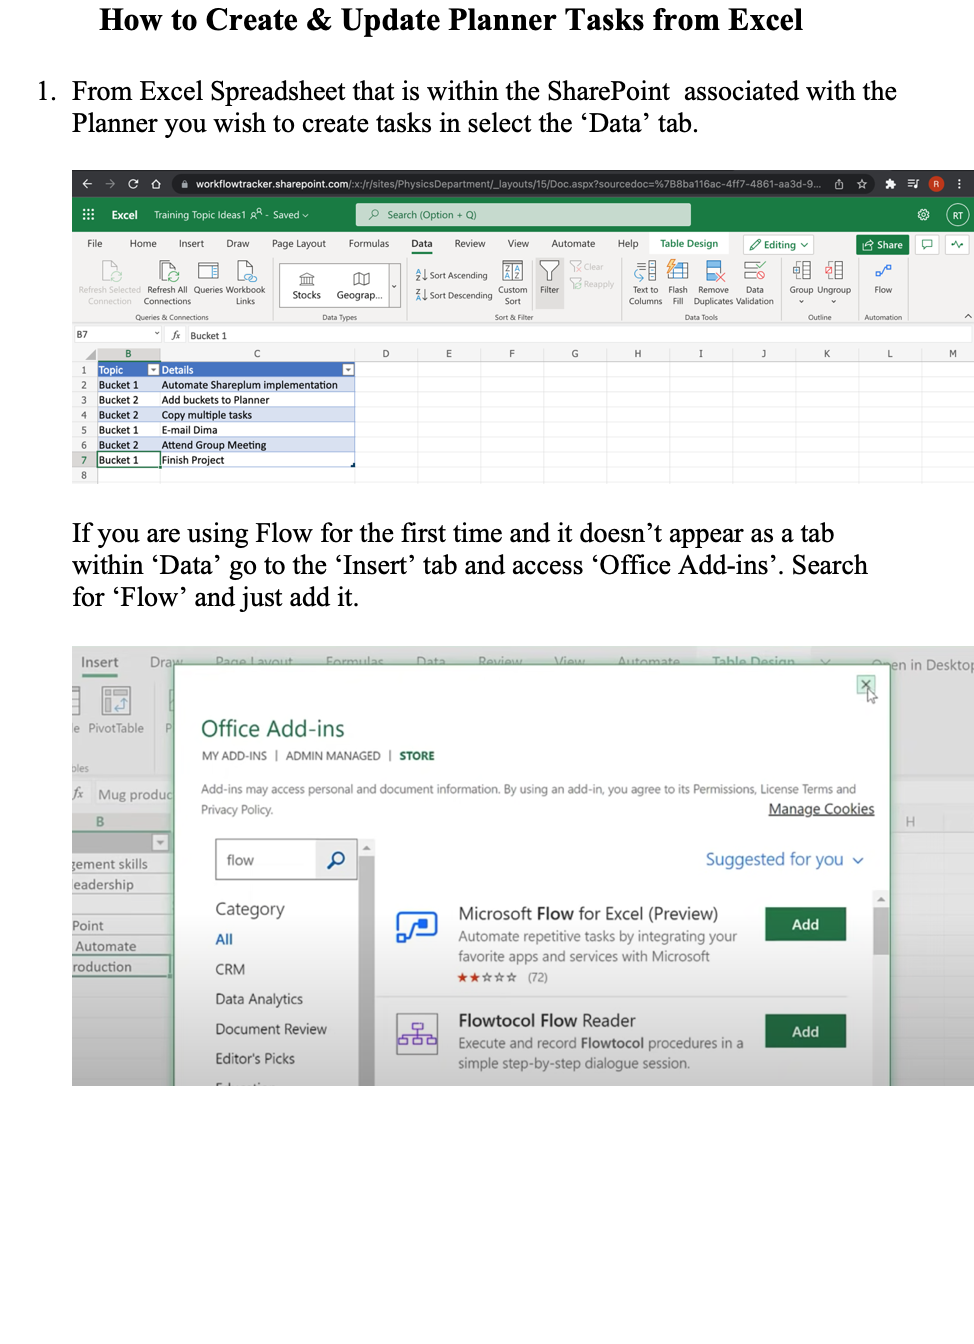 How to Create & Update Planner Tasks from Excel
1. From Excel Spreadsheet that is within the SharePoint associated with the
Planner you wish to create tasks in select the ‘Data’ tab.
workflowtracker.sharepoint.com/:x:/r/sites/PhysicsDepartment/_layouts/15/Doc.aspx?sourcedoc=%7B8ba116ac-4ff7-4861-aa3d-9... R
Excel Training Topic Ideas1 - Saved Search (Option + Q) RT
File Home Insert Draw Page Layout Formulas Data Review View Automate Help Table Design Editing Share
Refresh Selected Connection
Refresh All Connections
Queries
Workbook Links
Stocks
Geograp...
Sort Ascending
Sort Descending
Custom Sort
Filter
Clear
Reapply
Text to Columns
Flash Fill
Remove Duplicates
Data Validation
Group
Ungroup
Flow
Queries & Connections Data Types Sort & Filter Data Tools Outline Automation
B7 fx Bucket 1
B C D E F G H I J K L M
1 Topic Details
2 Bucket 1 Automate Shareplum implementation
3 Bucket 2 Add buckets to Planner
4 Bucket 2 Copy multiple tasks
5 Bucket 1 E-mail Dima
6 Bucket 2 Attend Group Meeting
7 Bucket 1 Finish Project
8
If you are using Flow for the first time and it doesn’t appear as a tab
within ‘Data’ go to the ‘Insert’ tab and access ‘Office Add-ins’. Search
for ‘Flow’ and just add it.
Insert Draw Page Layout Formulas Data Review View Automate Table Design en in Desktop
PivotTable
Office Add-ins
MY ADD-INS | ADMIN MANAGED | STORE
Add-ins may access personal and document information. By using an add-in, you agree to its Permissions, License Terms and
Privacy Policy.
Manage Cookies
fx Mug produc
B H
gement skills
eadership
Point
Automate
roduction
flow
Suggested for you
Category
All
CRM
Data Analytics
Document Review
Editor's Picks
Microsoft Flow for Excel (Preview)
Automate repetitive tasks by integrating your
favorite apps and services with Microsoft
(72)
Add
Flowtocol Flow Reader
Execute and record Flowtocol procedures in a
simple step-by-step dialogue session.
Add